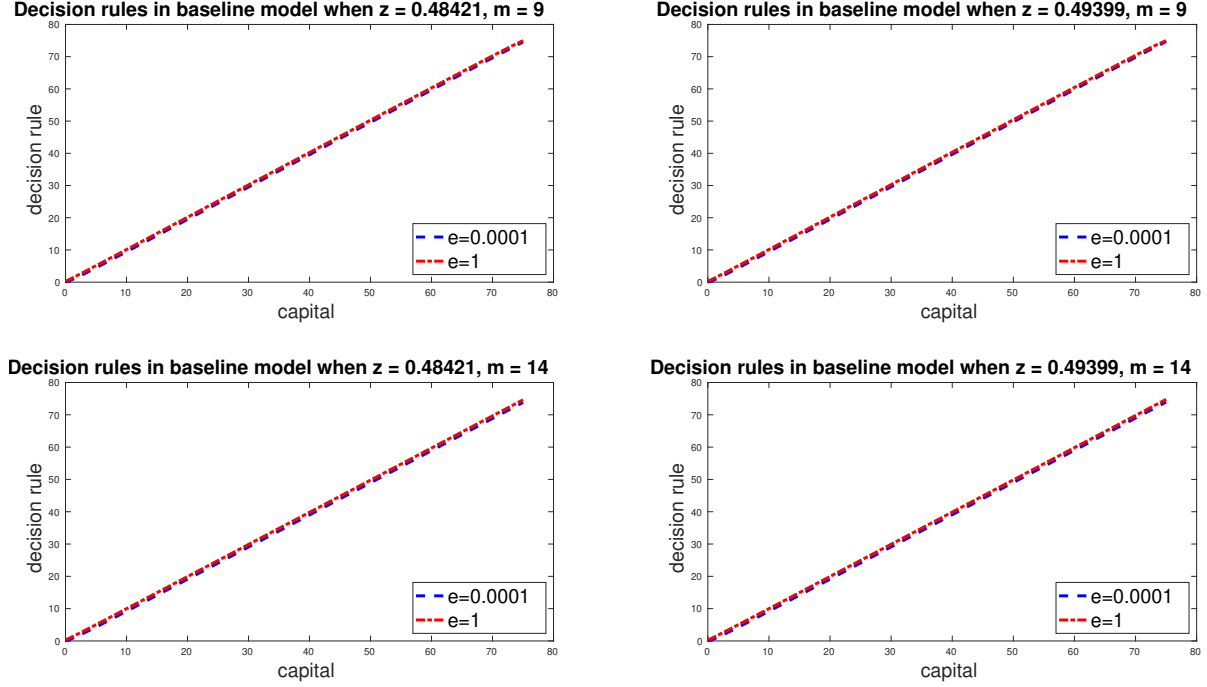 Decision rules in baseline model when z = 0.48421, m = 9
80
70
60
50
40
30
20
10
0
decision rule
e=0.0001
e=1
0 10 20 30 40 50 60 70 80
capital
Decision rules in baseline model when z = 0.49399, m = 9
80
70
60
50
40
30
20
10
0
decision rule
e=0.0001
e=1
0 10 20 30 40 50 60 70 80
capital
Decision rules in baseline model when z = 0.48421, m = 14
80
70
60
50
40
30
20
10
0
decision rule
e=0.0001
e=1
0 10 20 30 40 50 60 70 80
capital
Decision rules in baseline model when z = 0.49399, m = 14
80
70
60
50
40
30
20
10
0
decision rule
e=0.0001
e=1
0 10 20 30 40 50 60 70 80
capital